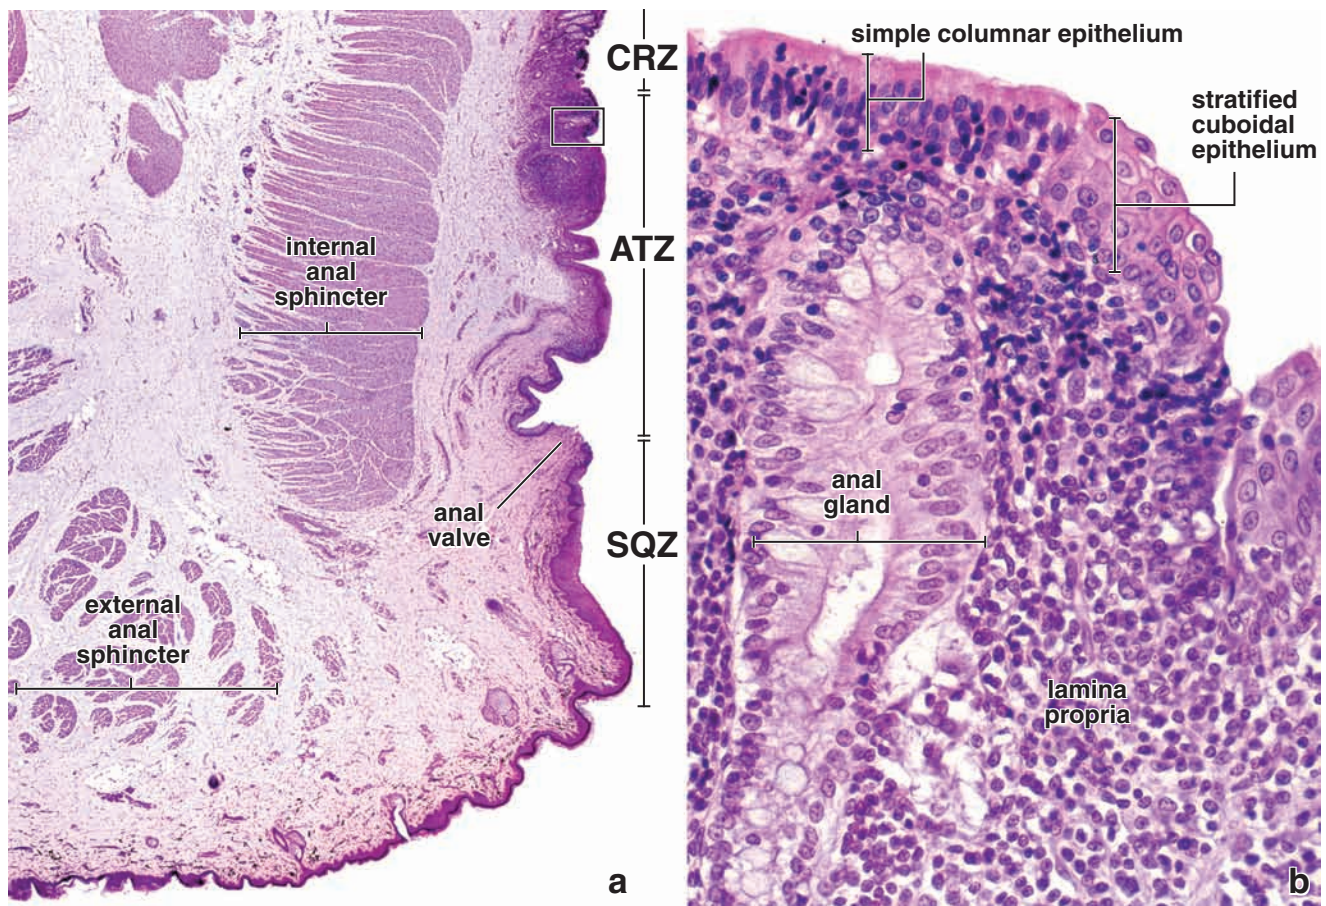 CRZ
internal
anal
sphincter
ATZ
anal
valve
SQZ
external
anal
sphincter
a
simple columnar epithelium
stratified
cuboidal
epithelium
anal
gland
lamina
propria
b